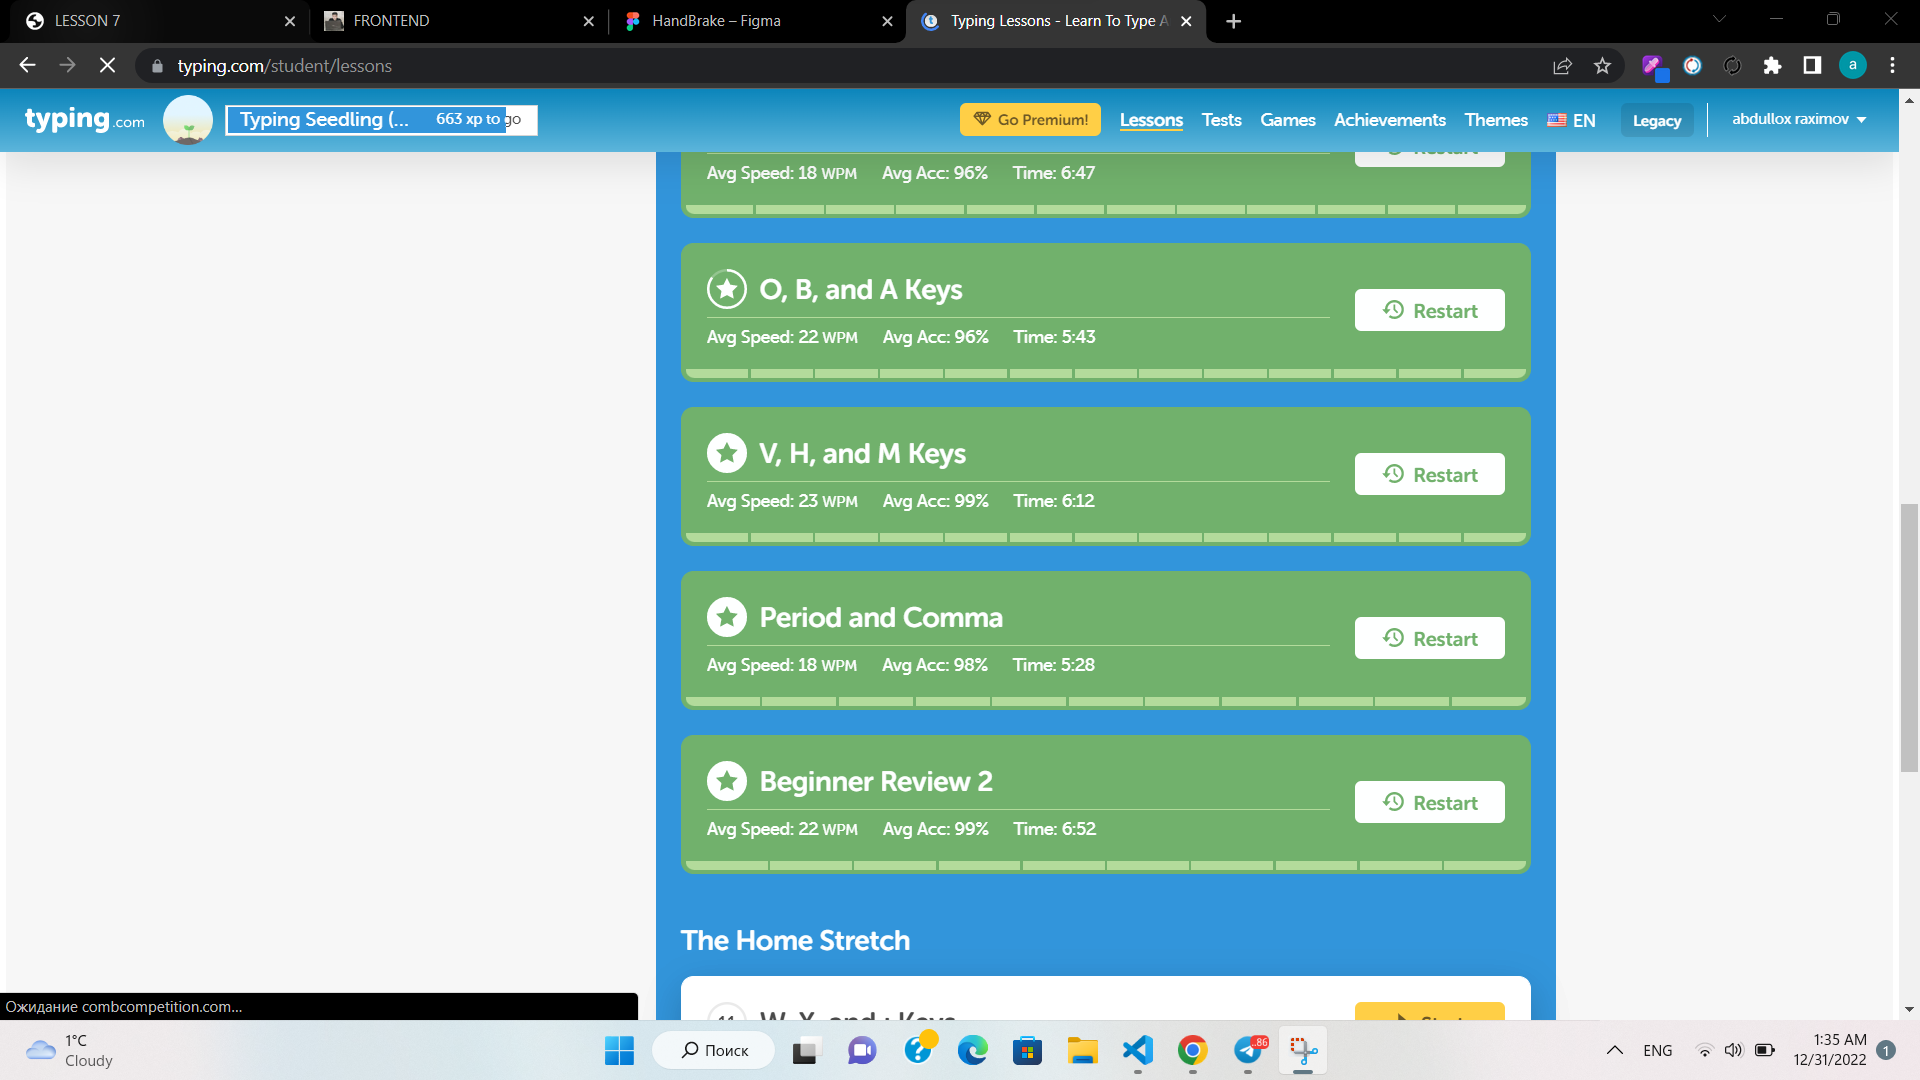 LESSON 7
FRONTEND
HandBrake – Figma
Typing Lessons - Learn To Type A
typing.com/student/lessons
a
typing.com
Typing Seedling (...
663 xp to go
Go Premium!
Lessons
Tests
Games
Achievements
Themes
EN
Legacy
abdullox raximov
Avg Speed: 18 WPM
Avg Acc: 96%
Time: 6:47
O, B, and A Keys
Restart
Avg Speed: 22 WPM
Avg Acc: 96%
Time: 5:43
V, H, and M Keys
Restart
Avg Speed: 23 WPM
Avg Acc: 99%
Time: 6:12
Period and Comma
Restart
Avg Speed: 18 WPM
Avg Acc: 98%
Time: 5:28
Beginner Review 2
Restart
Avg Speed: 22 WPM
Avg Acc: 99%
Time: 6:52
The Home Stretch
W, X, and ; Keys
Start
Ожидание combcompetition.com...
1°C
Cloudy
Поиск
..86
ENG
1:35 AM
12/31/2022
1